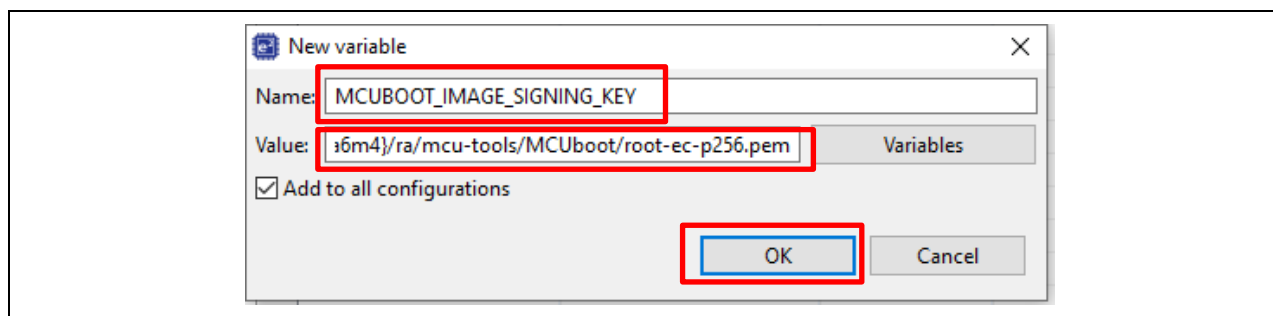 New variable
Name: MCUBOOT_IMAGE_SIGNING_KEY
Value: a6m4}/ra/mcu-tools/MCUboot/root-ec-p256.pem Variables
Add to all configurations
OK Cancel